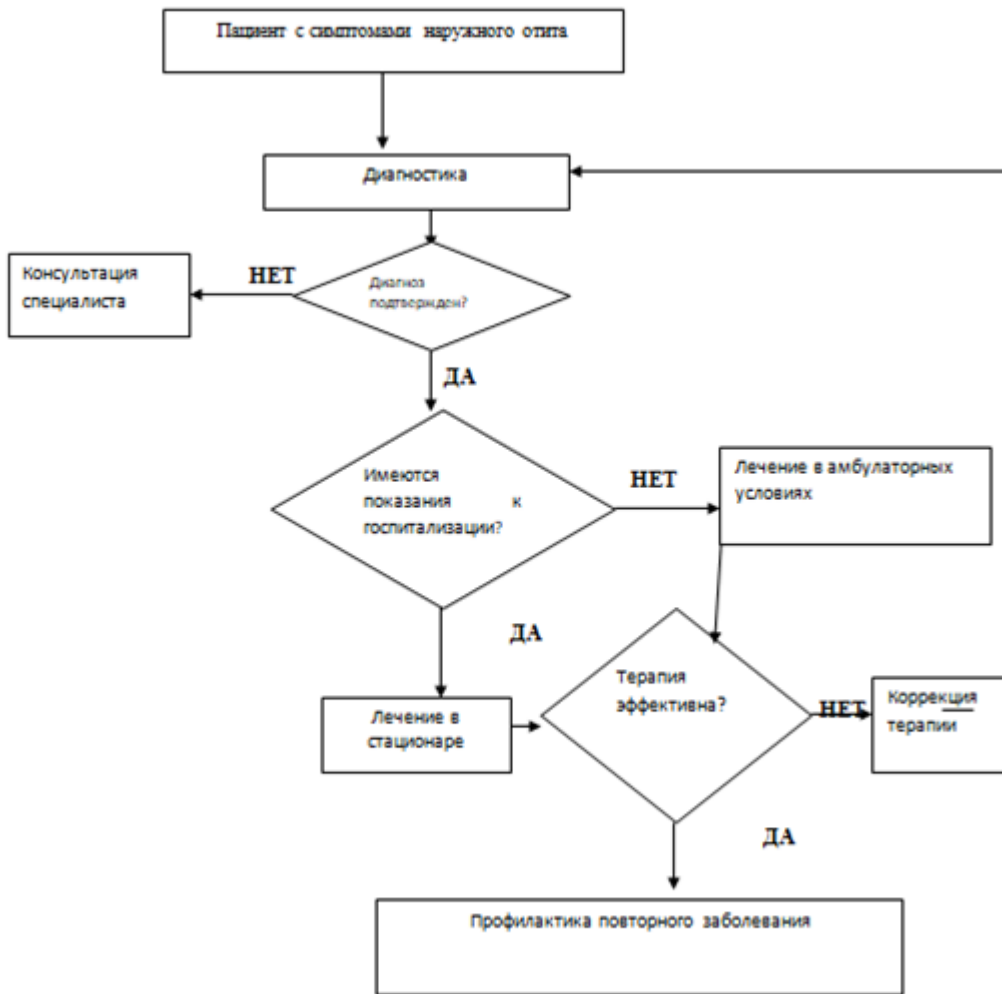 Пациент с симптомами наружного отита
Диагностика
Консультация
специалиста
НЕТ
Диагноз
подтвержден?
ДА
Имеются
показания к
госпитализации?
НЕТ
Лечение в амбулаторных
условиях
ДА
Лечение в
стационаре
Терапия
эффективна?
НЕТ
Коррекция
терапии
ДА
Профилактика повторного заболевания